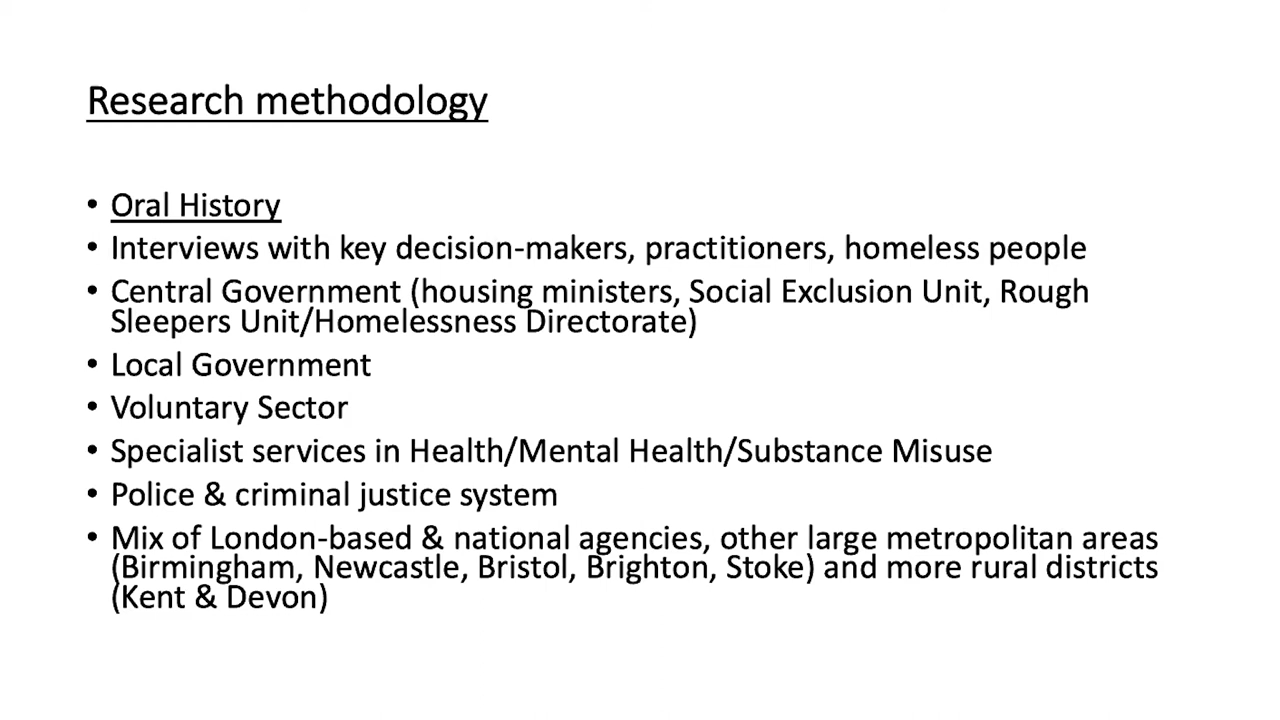 Research methodology
• Oral History
• Interviews with key decision-makers, practitioners, homeless people
• Central Government (housing ministers, Social Exclusion Unit, Rough
Sleepers Unit/Homelessness Directorate)
• Local Government
• Voluntary Sector
• Specialist services in Health/Mental Health/Substance Misuse
• Police & criminal justice system
• Mix of London-based & national agencies, other large metropolitan areas
(Birmingham, Newcastle, Bristol, Brighton, Stoke) and more rural districts
(Kent & Devon)